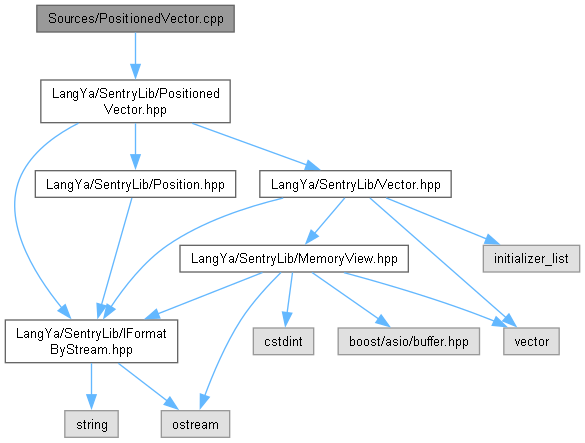 Sources/PositionedVector.cpp
LangYa/SentryLib/Positioned
Vector.hpp
LangYa/SentryLib/Position.hpp
LangYa/SentryLib/Vector.hpp
LangYa/SentryLib/MemoryView.hpp
initializer_list
LangYa/SentryLib/IFormat
ByStream.hpp
cstdint
boost/asio/buffer.hpp
vector
string
ostream